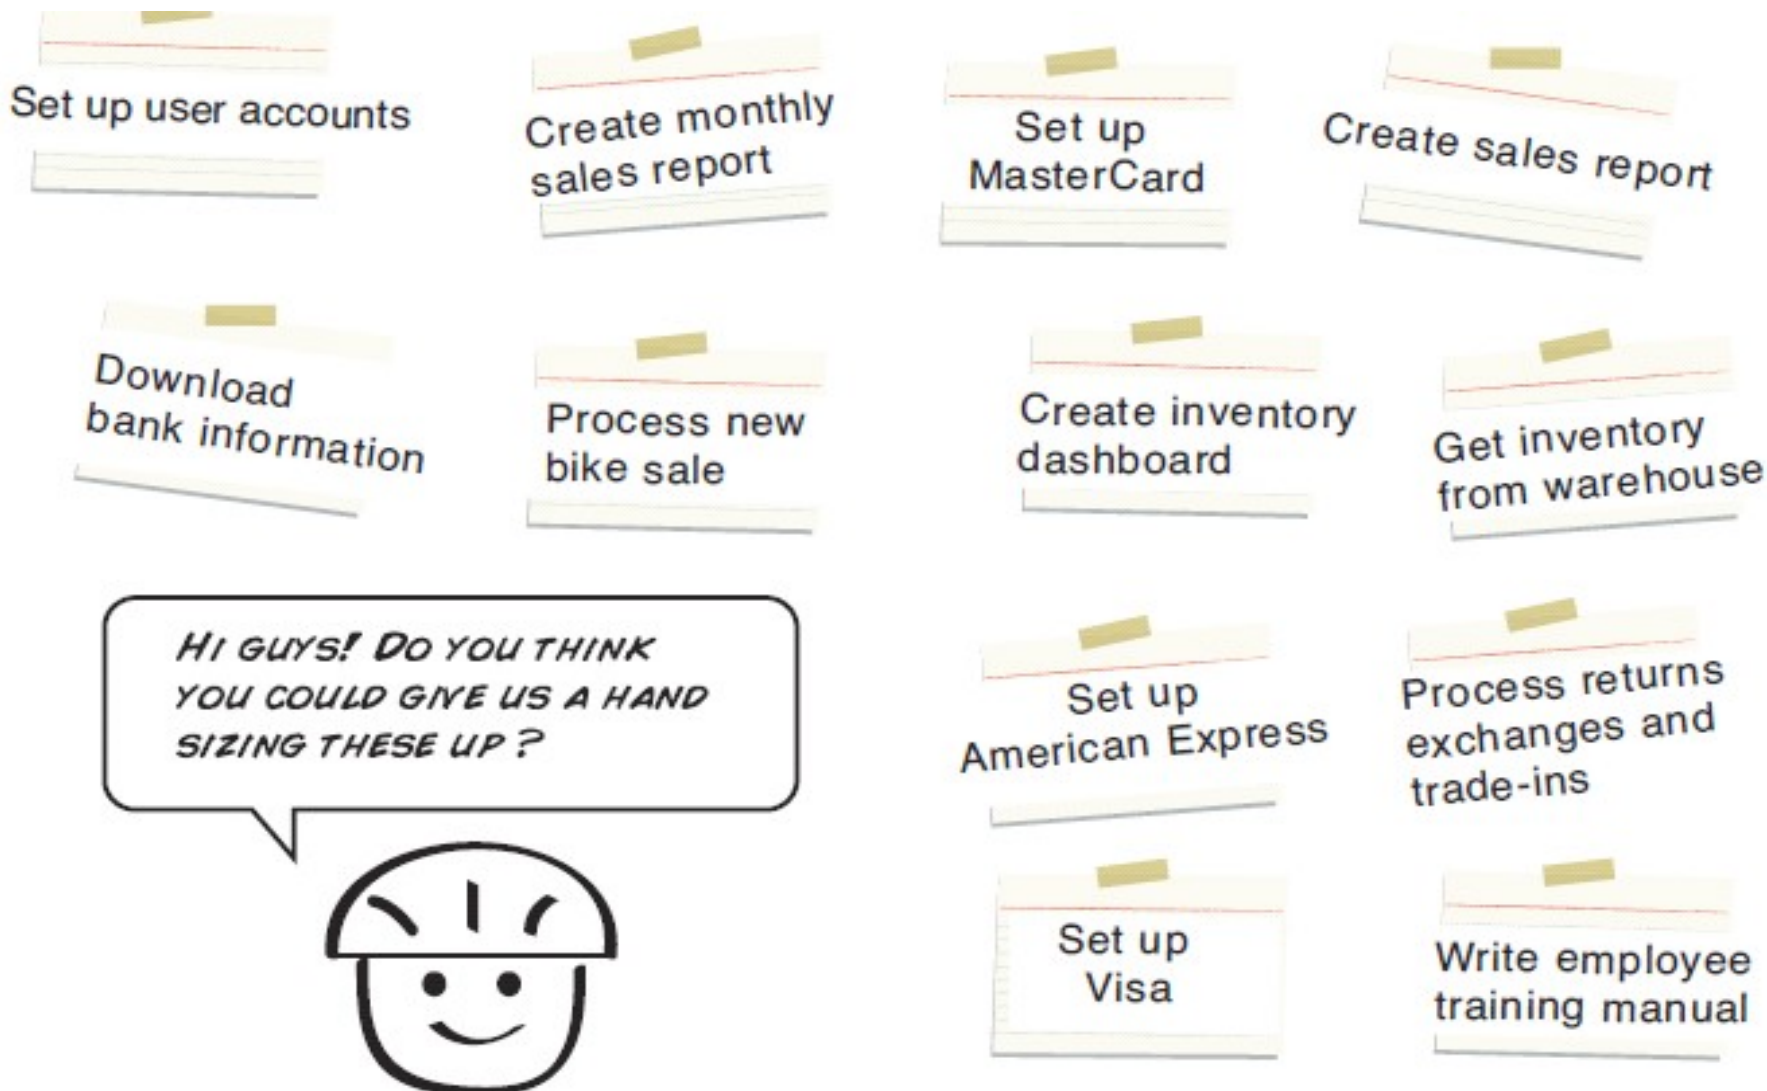 Set up user accounts
Create monthly
sales report
Set up
MasterCard
Create sales report
Download
bank information
Process new
bike sale
Create inventory
dashboard
Get inventory
from warehouse
HI GUYS! DO YOU THINK
YOU COULD GIVE US A HAND
SIZING THESE UP?
Set up
American Express
Process returns
exchanges and
trade-ins
Set up
Visa
Write employee
training manual